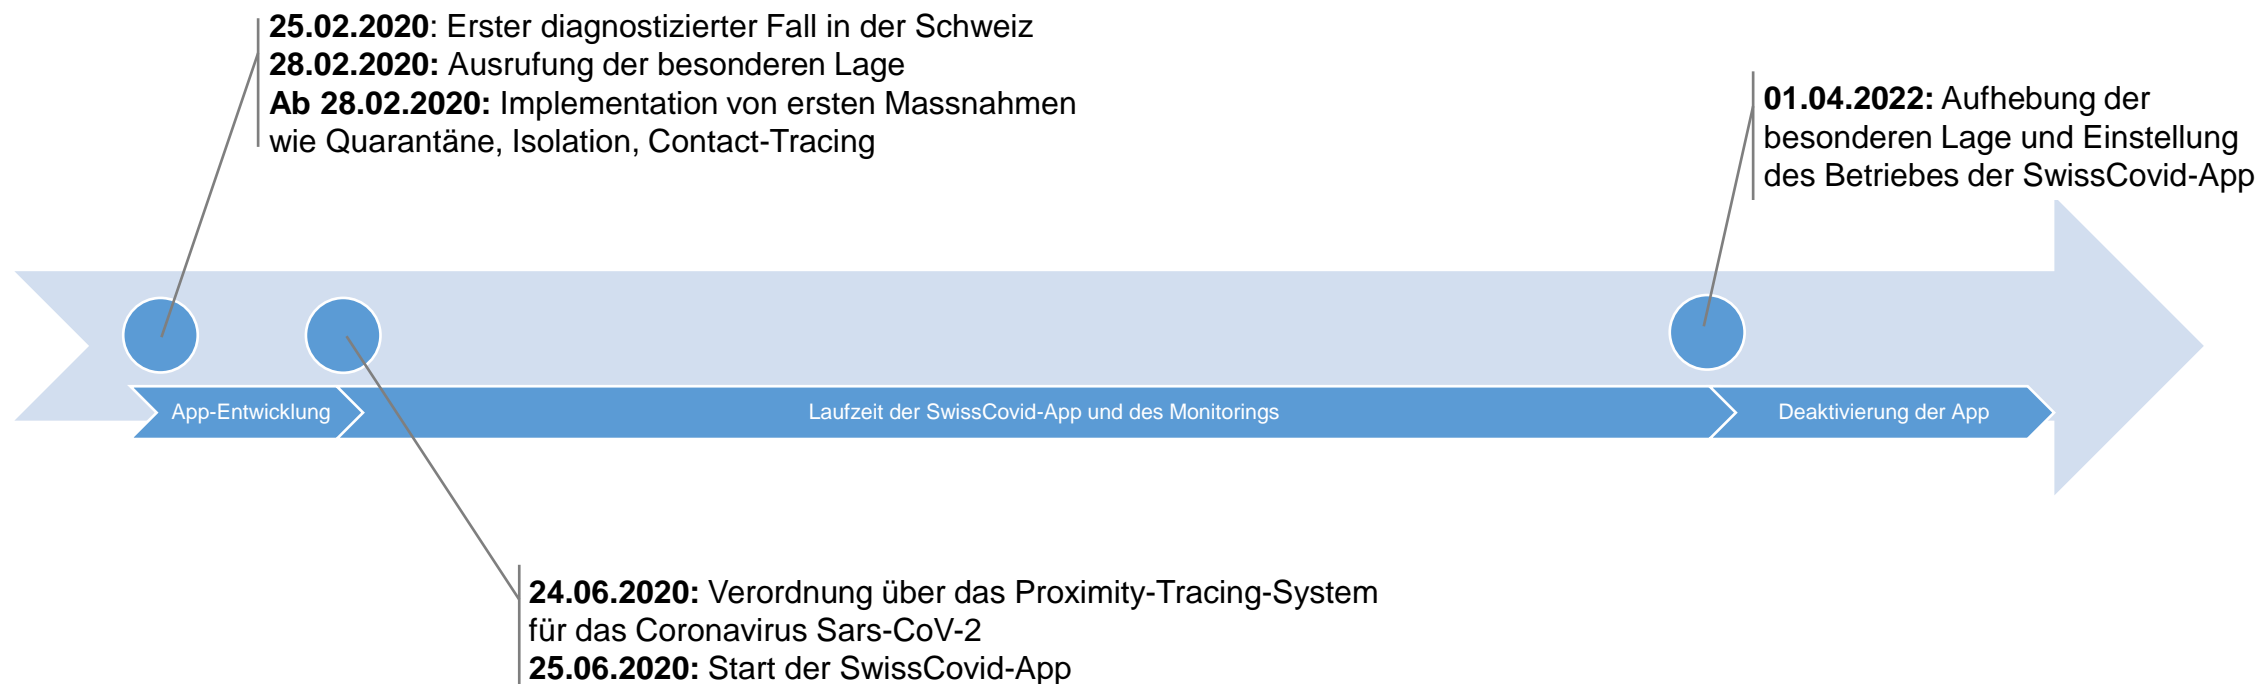 25.02.2020: Erster diagnostizierter Fall in der Schweiz
28.02.2020: Ausrufung der besonderen Lage
Ab 28.02.2020: Implementation von ersten Massnahmen
wie Quarantäne, Isolation, Contact-Tracing
01.04.2022: Aufhebung der
besonderen Lage und Einstellung
des Betriebes der SwissCovid-App
App-Entwicklung
Laufzeit der SwissCovid-App und des Monitorings
Deaktivierung der App
24.06.2020: Verordnung über das Proximity-Tracing-System
für das Coronavirus Sars-CoV-2
25.06.2020: Start der SwissCovid-App